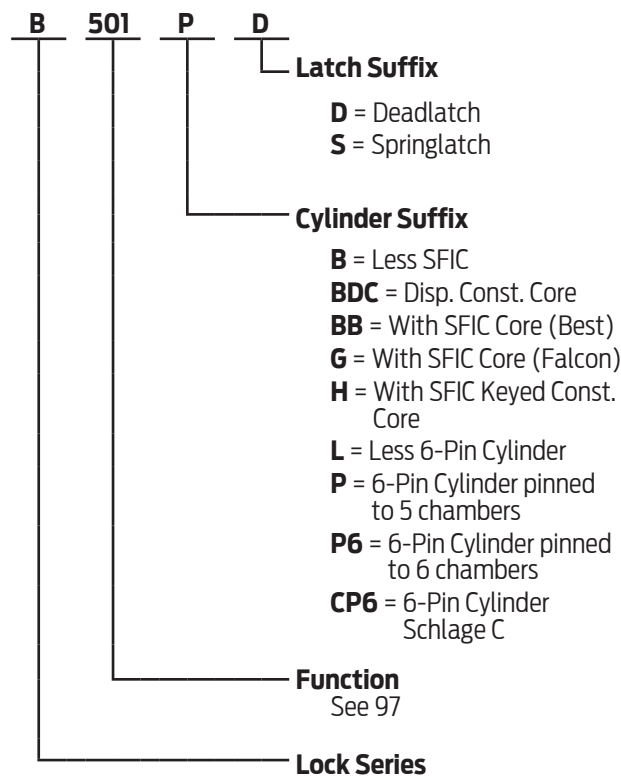 B 501 P D
Latch Suffix
D = Deadlatch
S = Springlatch
Cylinder Suffix
B = Less SFIC
BDC = Disp. Const. Core
BB = With SFIC Core (Best)
G = With SFIC Core (Falcon)
H = With SFIC Keyed Const.
Core
L = Less 6-Pin Cylinder
P = 6-Pin Cylinder pinned
to 5 chambers
P6 = 6-Pin Cylinder pinned
to 6 chambers
CP6 = 6-Pin Cylinder
Schlage C
Function
See 97
Lock Series